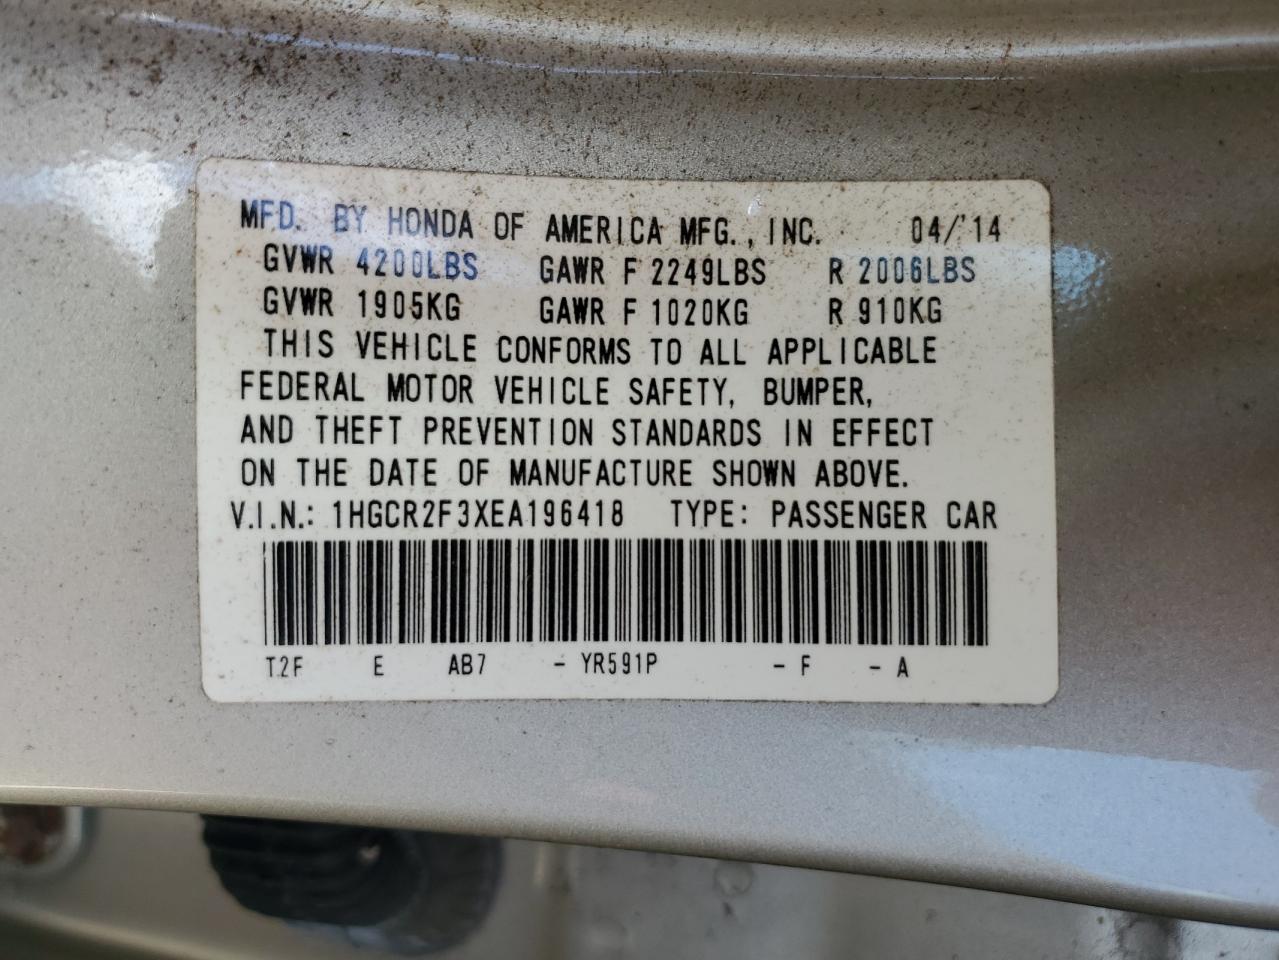 MFD. BY HONDA OF AMERICA MFG., INC. 04/'14
GVWR 4200LBS GAWR F 2249LBS R 2006LBS
GVWR 1905KG GAWR F 1020KG R 910KG
THIS VEHICLE CONFORMS TO ALL APPLICABLE
FEDERAL MOTOR VEHICLE SAFETY, BUMPER,
AND THEFT PREVENTION STANDARDS IN EFFECT
ON THE DATE OF MANUFACTURE SHOWN ABOVE.
V.I.N.: 1HGCR2F3XEA196418 TYPE: PASSENGER CAR
T2F E AB7 - YR591P - F - A